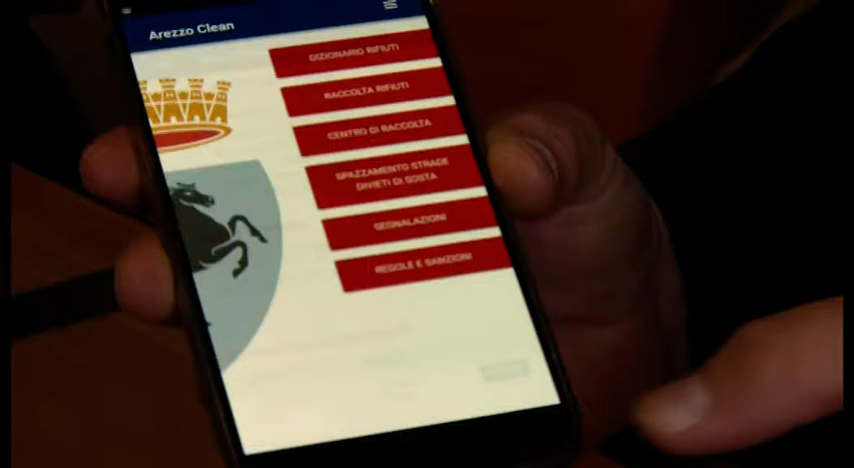 Arezzo Clean
DIZIONARIO RIFIUTI
RACCOLTA RIFIUTI
CENTRO DI RACCOLTA
SPAZZAMENTO STRADE
DIVIETI DI SOSTA
SEGNALAZIONI
REGOLE E SANZIONI